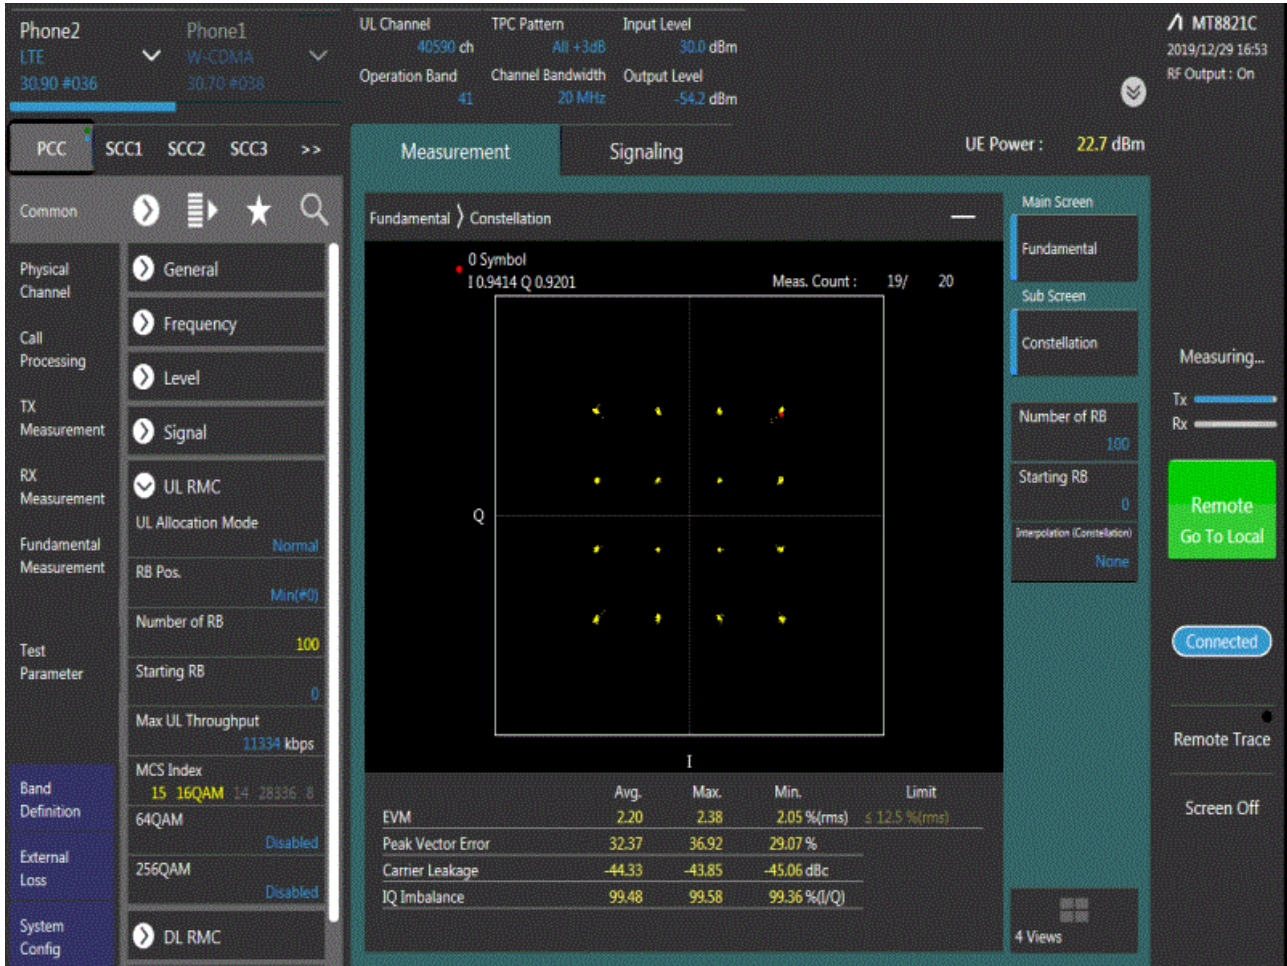 Phone2
LTE
30.90 #036
Phone1
W-CDMA
30.70 #038
UL Channel
40590 ch
TPC Pattern
All +3dB
Input Level
30.0 dBm
Operation Band
41
Channel Bandwidth
20 MHz
Output Level
-54.2 dBm
MT8821C
2019/12/29 16:53
RF Output : On
PCC SCC1 SCC2 SCC3 >>
Measurement
Signaling
UE Power : 22.7 dBm
Common
Physical
Channel
Call
Processing
TX
Measurement
RX
Measurement
Fundamental
Measurement
Test
Parameter
Band
Definition
External
Loss
System
Config
General
Frequency
Level
Signal
UL RMC
UL Allocation Mode
Normal
RB Pos.
Min(#0)
Number of RB
100
Starting RB
0
Max UL Throughput
11334 kbps
MCS Index
15 16QAM 14 28336 8
64QAM
Disabled
256QAM
Disabled
DL RMC
Fundamental 〉 Constellation
0 Symbol
I 0.9414 Q 0.9201
Meas. Count : 19/ 20
Q
I
Avg. Max. Min. Limit
EVM 2.20 2.38 2.05 %(rms) ≤ 12.5 %(rms)
Peak Vector Error 32.37 36.92 29.07 %
Carrier Leakage -44.33 -43.85 -45.06 dBc
IQ Imbalance 99.48 99.58 99.36 %(I/Q)
Main Screen
Fundamental
Sub Screen
Constellation
Number of RB
100
Starting RB
0
Interpolation (Constellation)
None
4 Views
Measuring...
Tx
Rx
Remote
Go To Local
Connected
Remote Trace
Screen Off